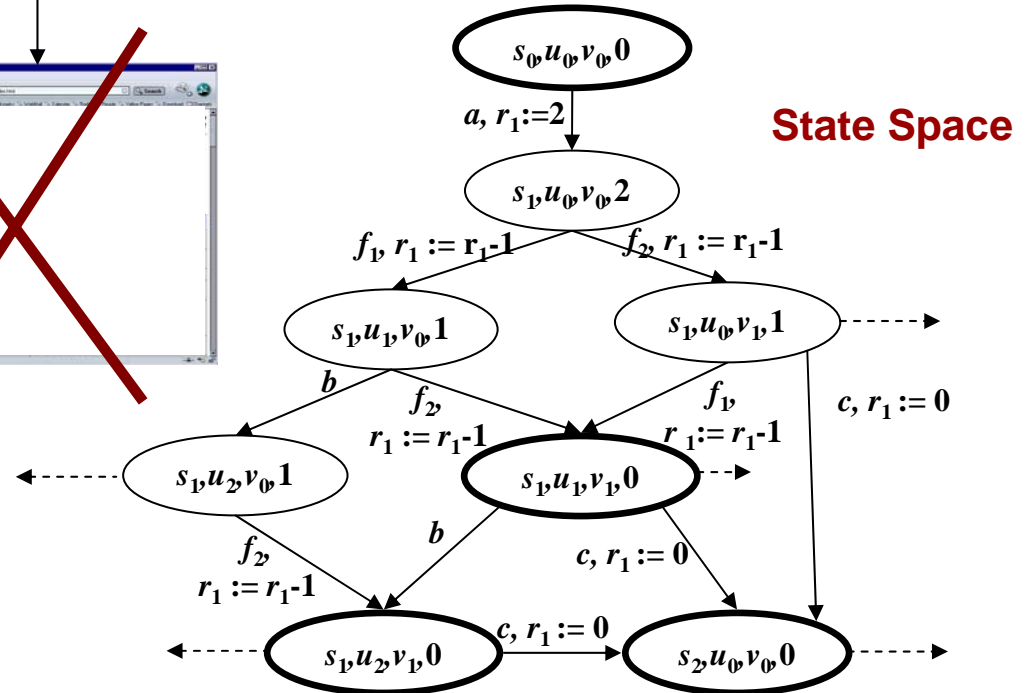 s₀,u₀,v₀,0
a, r₁:=2
State Space
s₁,u₀,v₀,2
f₁, r₁ := r₁-1
f₂, r₁ := r₁-1
s₁,u₁,v₀,1
s₁,u₀,v₁,1
b
f₂,
r₁ := r₁-1
f₁,
r₁:= r₁-1
c, r₁ := 0
s₁,u₂,v₀,1
s₁,u₁,v₁,0
f₂,
r₁ := r₁-1
b
c, r₁ := 0
s₁,u₂,v₁,0
c, r₁ := 0
s₂,u₀,v₀,0
Search